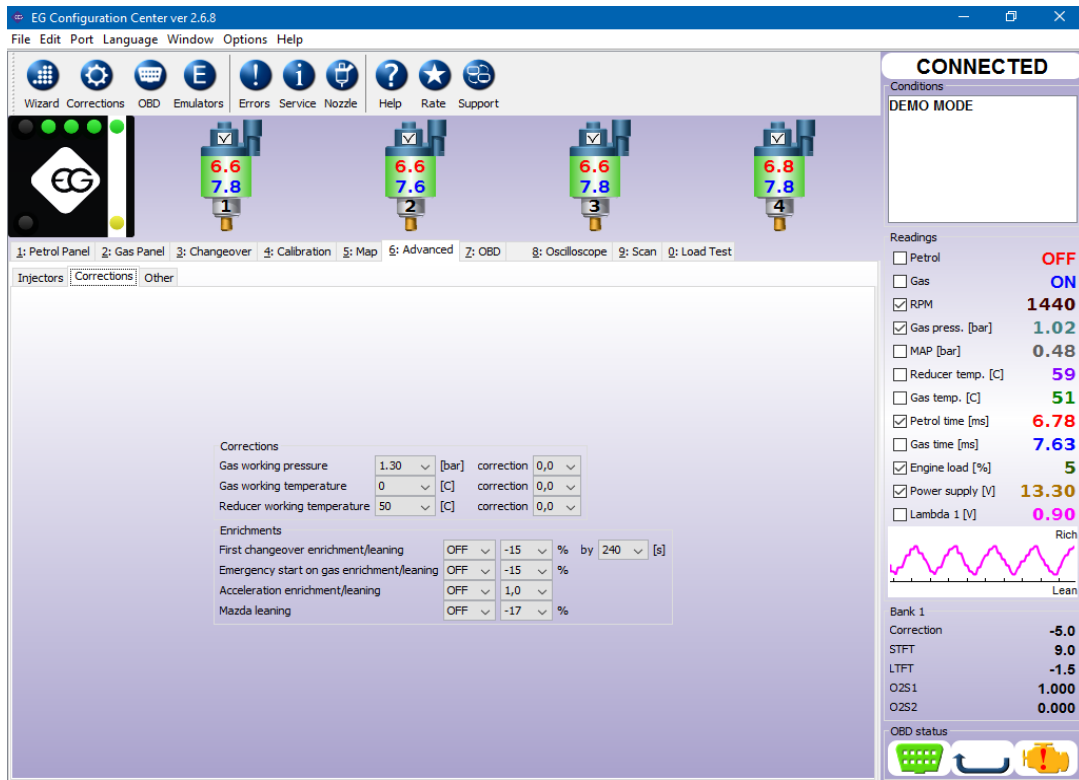 EG Configuration Center ver 2.6.8
File Edit Port Language Window Options Help
Wizard Corrections OBD Emulators Errors Service Nozzle Help Rate Support
E
EG
6.6 6.6 6.6 6.8
7.8 7.6 7.8 7.8
1 2 3 4
1: Petrol Panel 2: Gas Panel 3: Changeover 4: Calibration 5: Map 6: Advanced 7: OBD 8: Oscilloscope 9: Scan 0: Load Test
Injectors Corrections Other
Corrections
Gas working pressure 1.30 [bar] correction 0,0
Gas working temperature 0 [C] correction 0,0
Reducer working temperature 50 [C] correction 0,0
Enrichments
First changeover enrichment/leaning OFF -15 % by 240 [s]
Emergency start on gas enrichment/leaning OFF -15 %
Acceleration enrichment/leaning OFF 1,0
Mazda leaning OFF -17 %
CONNECTED
Conditions
DEMO MODE
Readings
Petrol OFF
Gas ON
RPM 1440
Gas press. [bar] 1.02
MAP [bar] 0.48
Reducer temp. [C] 59
Gas temp. [C] 51
Petrol time [ms] 6.78
Gas time [ms] 7.63
Engine load [%] 5
Power supply [V] 13.30
Lambda 1 [V] 0.90
Rich
Lean
Bank 1
Correction -5.0
STFT 9.0
LTFT -1.5
O2S1 1.000
O2S2 0.000
OBD status